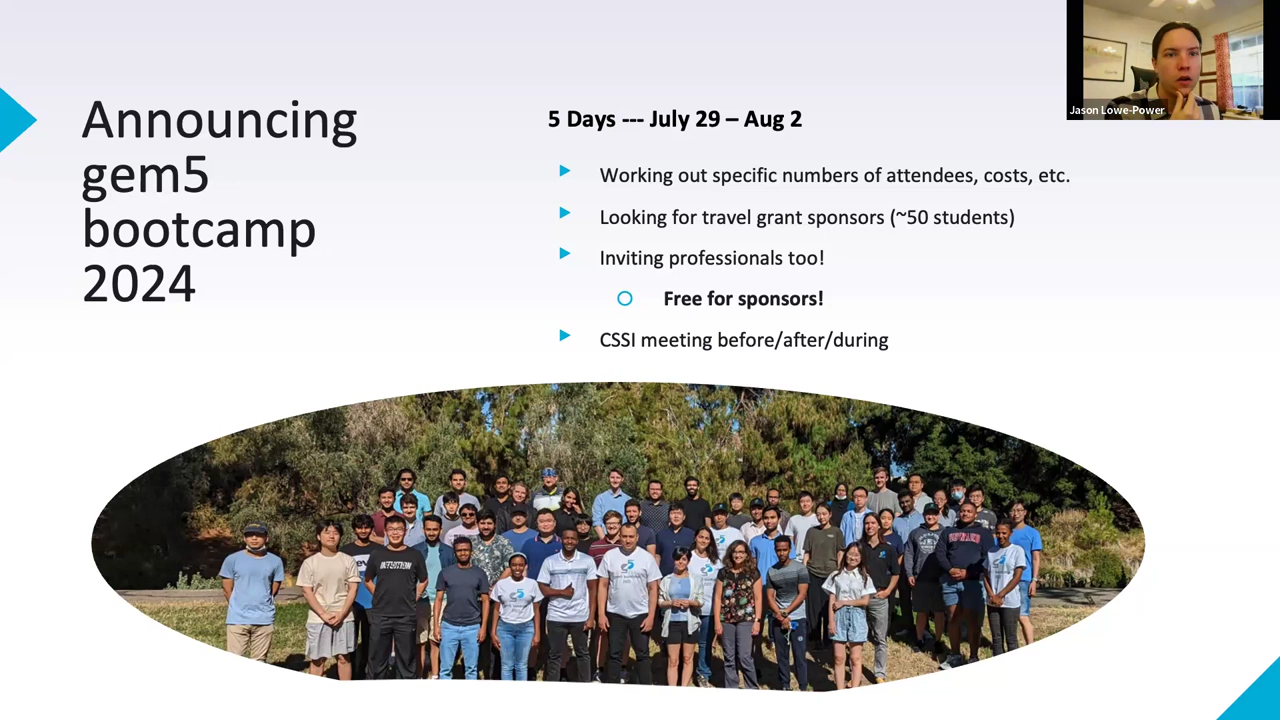 Announcing
gem5
bootcamp
2024
5 Days --- July 29 – Aug 2
Working out specific numbers of attendees, costs, etc.
Looking for travel grant sponsors (~50 students)
Inviting professionals too!
Free for sponsors!
CSSI meeting before/after/during
Jason Lowe-Power